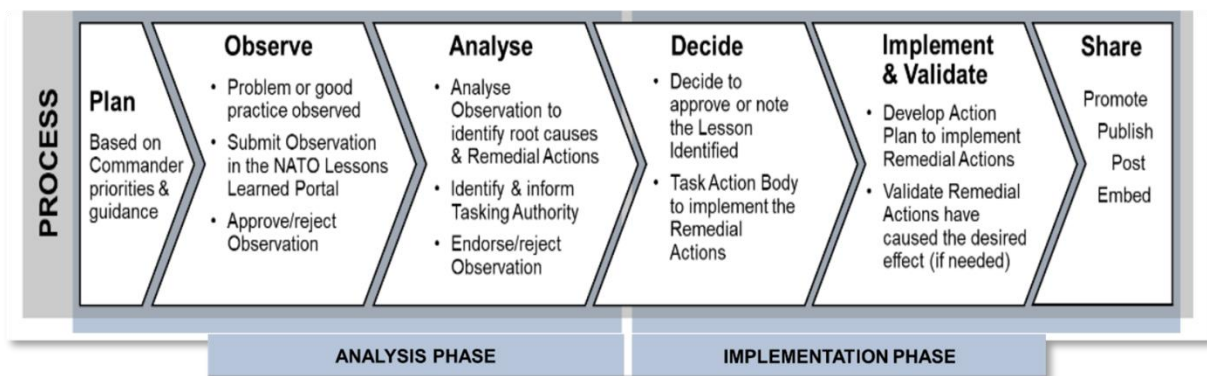 PROCESS
Plan
Based on
Commander
priorities &
guidance
Observe
• Problem or good
practice observed
• Submit Observation
in the NATO Lessons
Learned Portal
• Approve/reject
Observation
Analyse
• Analyse
Observation to
identify root causes
& Remedial Actions
• Identify & inform
Tasking Authority
• Endorse/reject
Observation
Decide
• Decide to
approve or note
the Lesson
Identified
• Task Action Body
to implement the
Remedial
Actions
Implement
& Validate
• Develop Action
Plan to implement
Remedial Actions
• Validate Remedial
Actions have
caused the desired
effect (if needed)
Share
Promote
Publish
Post
Embed
ANALYSIS PHASE
IMPLEMENTATION PHASE